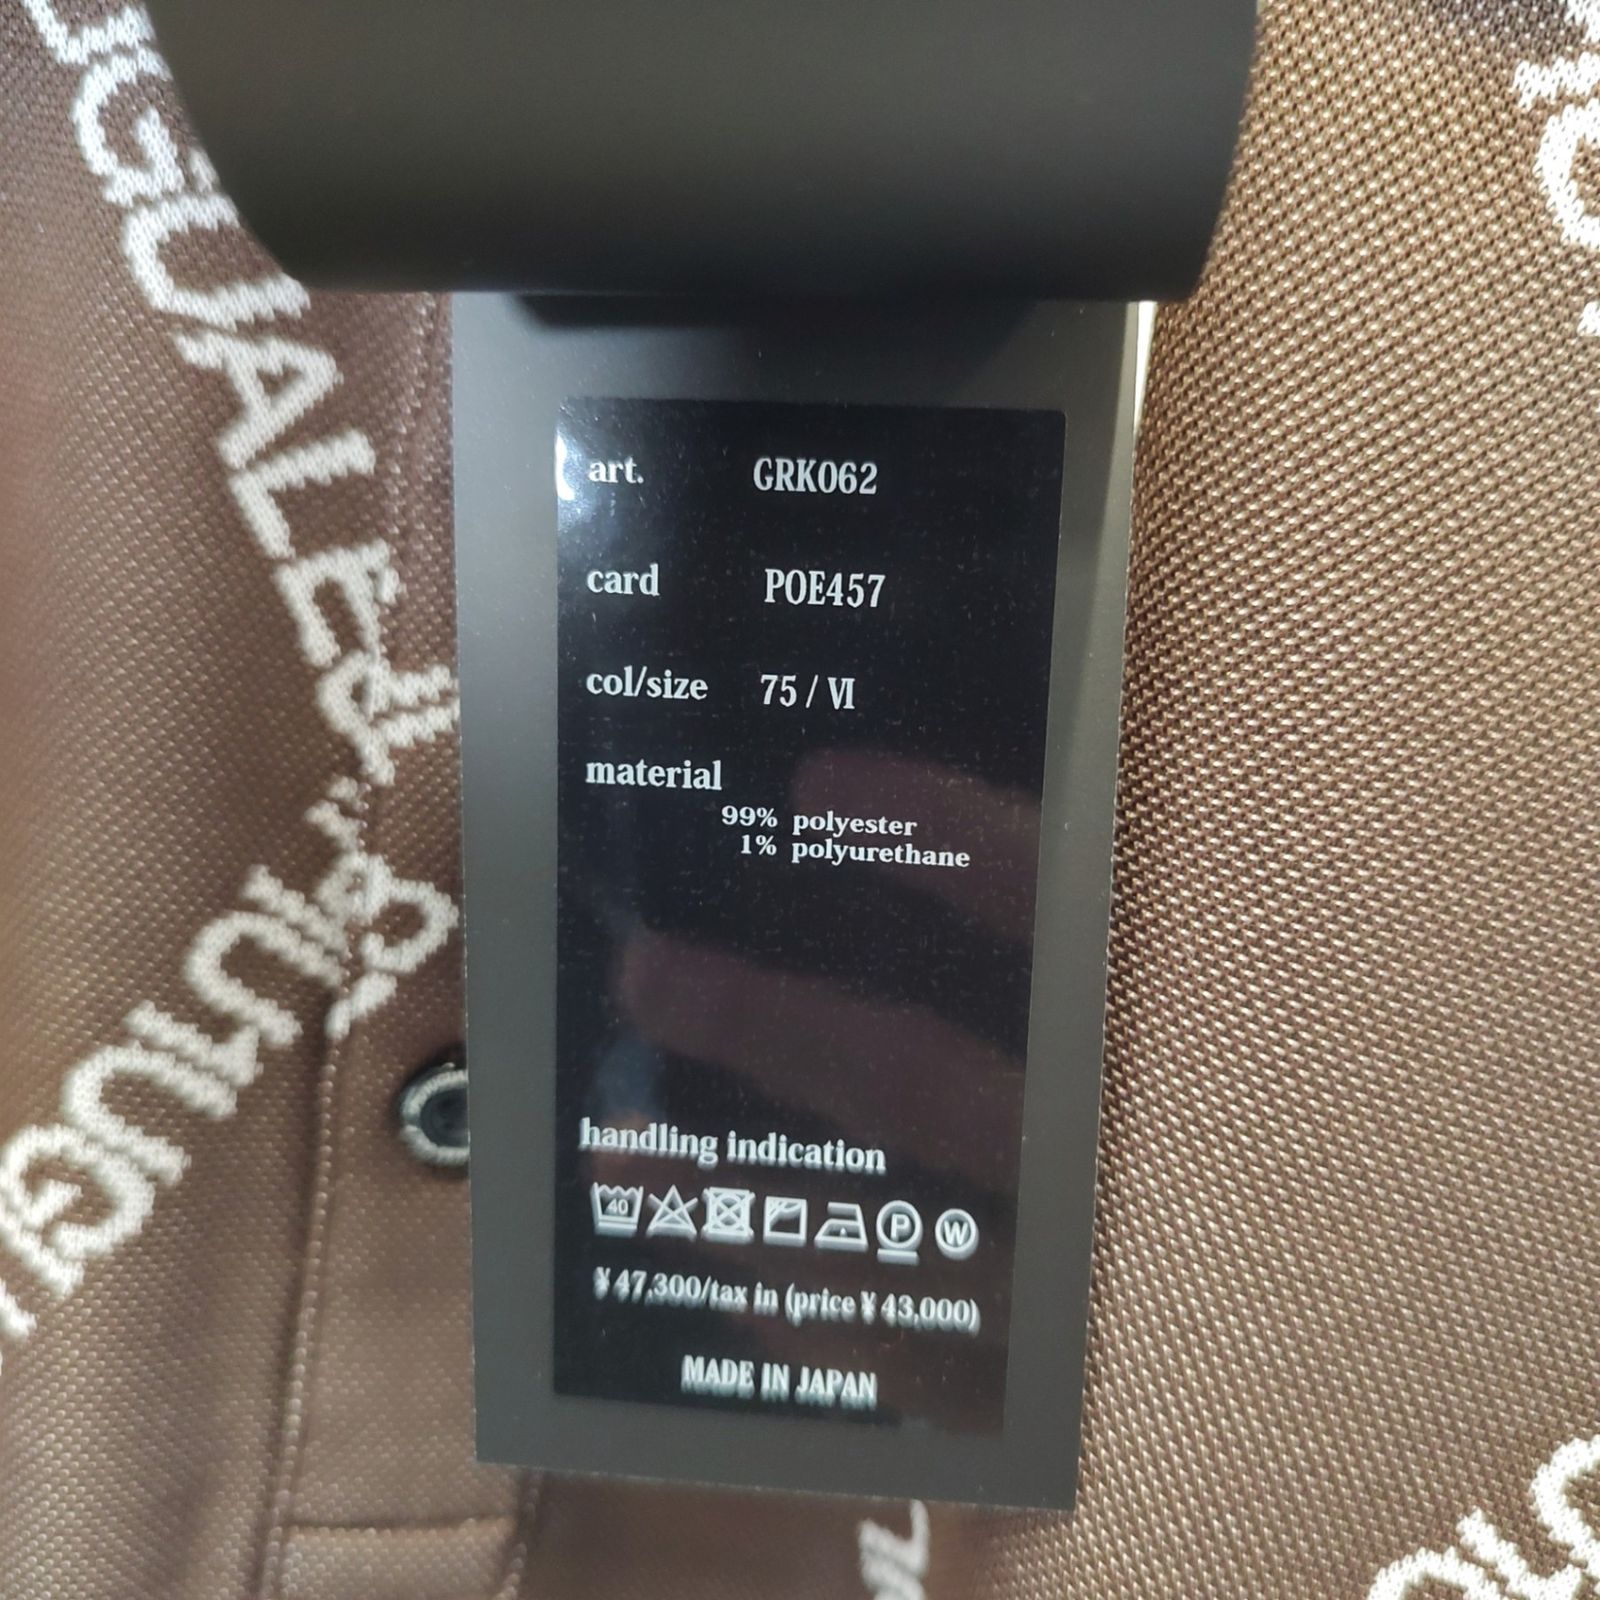 art. GRK062
card POE457
col/size 75 / VI
material
99% polyester
1% polyurethane
handling indication
40 P W
¥47,300/tax in (price ¥43,000)
MADE IN JAPAN